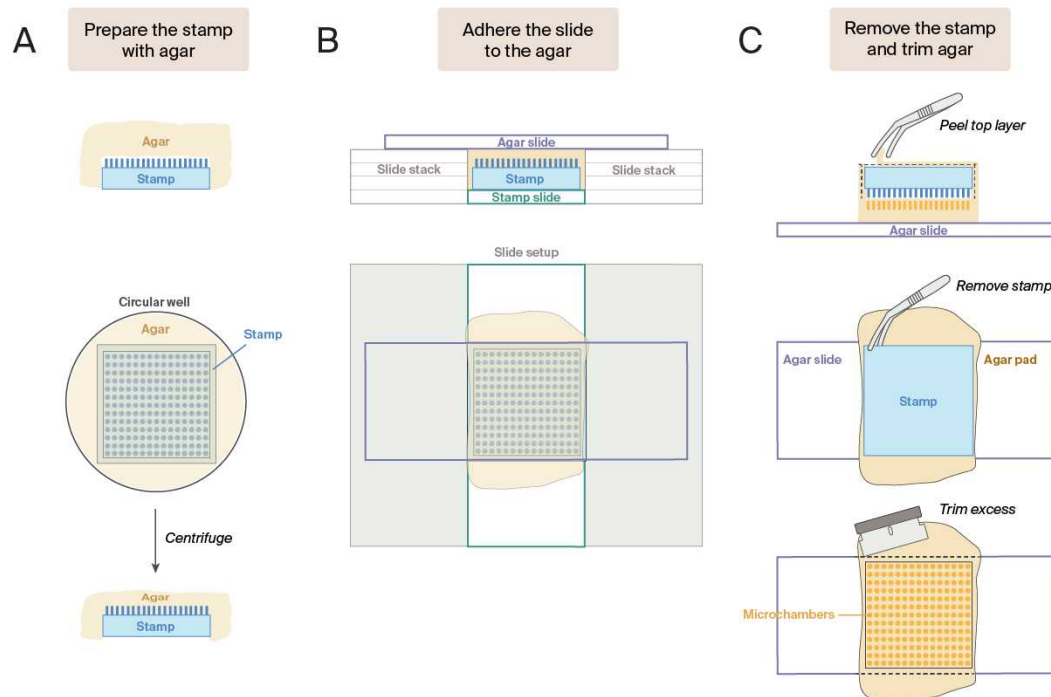 A
Prepare the stamp
with agar
Agar
Stamp
Circular well
Agar
Stamp
Centrifuge
Agar
Stamp
B
Adhere the slide
to the agar
Agar slide
Slide stack
Stamp
Slide stack
Stamp slide
Slide setup
C
Remove the stamp
and trim agar
Peel top layer
Agar slide
Remove stamp
Agar slide
Agar pad
Stamp
Trim excess
Microchambers